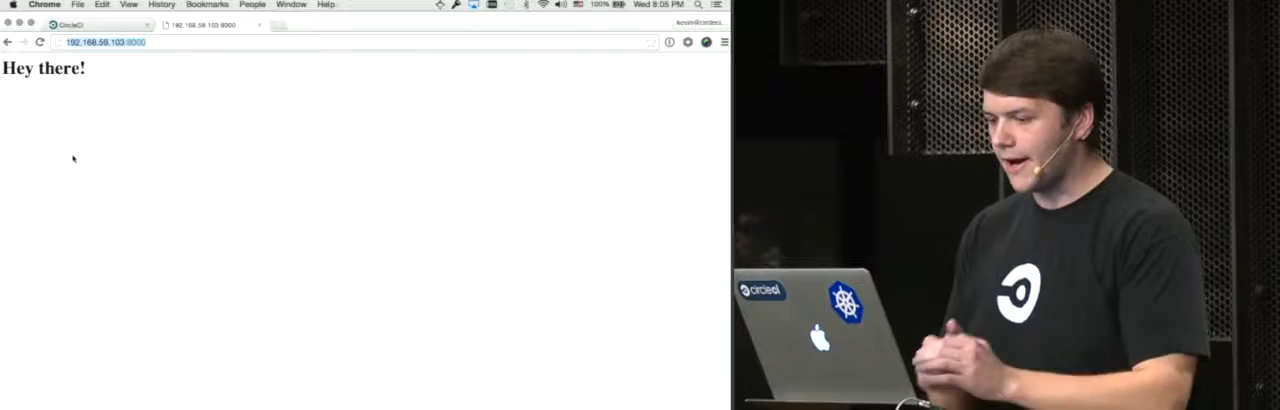 Chrome File Edit View History Bookmarks People Window Help 100% Wed 8:05 PM
CircleCI 192.168.59.103:8000
192.168.59.103:8000
Hey there!
circleci